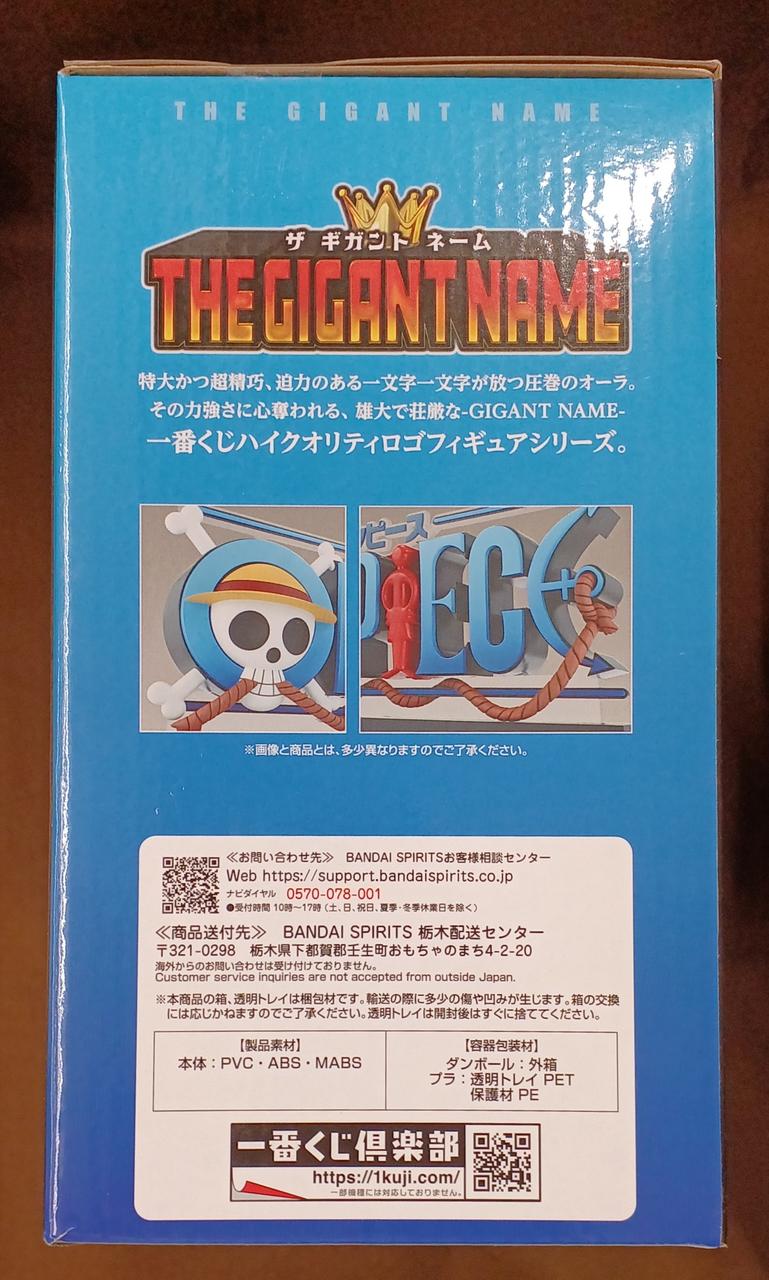 THE GIGANT NAME
ザ ギガント ネーム
THE GIGANT NAME
特大かつ超精巧、迫力のある一文字一文字が放つ圧巻のオーラ。
その力強さに心奪われる、雄大で荘厳な-GIGANT NAME-
一番くじハイクオリティロゴフィギュアシリーズ。
ピース
PIECE
※画像と商品とは、多少異なりますのでご了承ください。
≪お問い合わせ先≫ BANDAI SPIRITSお客様相談センター
Web https://support.bandaispirits.co.jp
ナビダイヤル 0570-078-001
●受付時間 10時〜17時(土、日、祝日、夏季・冬季休業日を除く)
≪商品送付先≫ BANDAI SPIRITS 栃木配送センター
〒321-0298 栃木県下都賀郡壬生町おもちゃのまち4-2-20
海外からのお問い合わせは受け付けておりません。
Customer service inquiries are not accepted from outside Japan.
※本商品の箱、透明トレイは梱包材です。輸送の際に多少の傷や凹みが生じます。箱の交換
には応じかねますのでご了承ください。透明トレイは開封後はすぐに捨ててください。
【製品素材】
本体：PVC・ABS・MABS
【容器包装材】
ダンボール：外箱
プラ：透明トレイ PET
保護材 PE
一番くじ倶楽部
https://1kuji.com/
一部機種には対応しておりません。